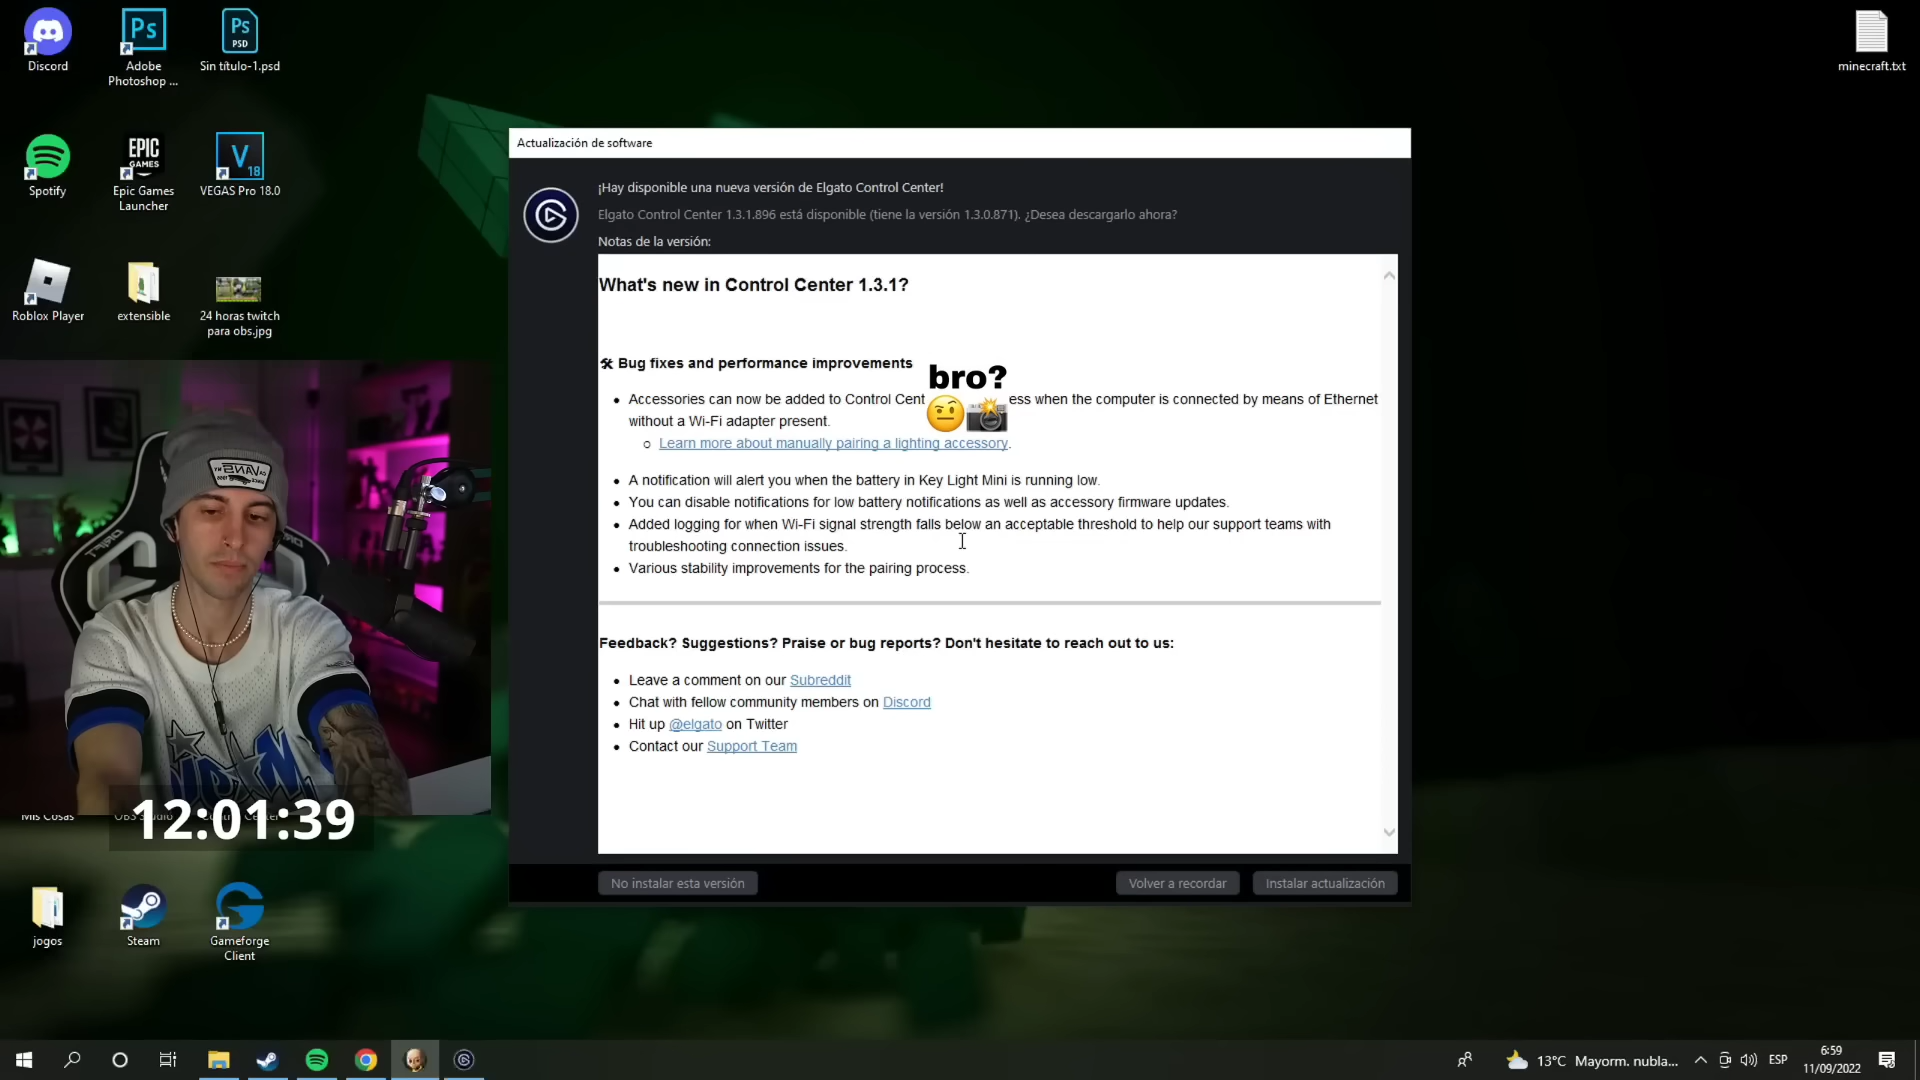 Discord
Adobe
Photoshop ...
Sin título-1.psd
minecraft.txt
Spotify
Epic Games
Launcher
VEGAS Pro 18.0
Roblox Player
extensible
24 horas twitch
para obs.jpg
Actualización de software
¡Hay disponible una nueva versión de Elgato Control Center!
Elgato Control Center 1.3.1.896 está disponible (tiene la versión 1.3.0.871). ¿Desea descargarlo ahora?
Notas de la versión:
What's new in Control Center 1.3.1?
🛠 Bug fixes and performance improvements
bro?
Accessories can now be added to Control Cent ess when the computer is connected by means of Ethernet
without a Wi-Fi adapter present.
Learn more about manually pairing a lighting accessory.
A notification will alert you when the battery in Key Light Mini is running low.
You can disable notifications for low battery notifications as well as accessory firmware updates.
Added logging for when Wi-Fi signal strength falls below an acceptable threshold to help our support teams with
troubleshooting connection issues.
Various stability improvements for the pairing process.
Feedback? Suggestions? Praise or bug reports? Don't hesitate to reach out to us:
Leave a comment on our Subreddit
Chat with fellow community members on Discord
Hit up @elgato on Twitter
Contact our Support Team
No instalar esta versión
Volver a recordar
Instalar actualización
Mis Cosas
12:01:39
jogos
Steam
Gameforge
Client
13°C Mayorm. nubla...
ESP
6:59
11/09/2022